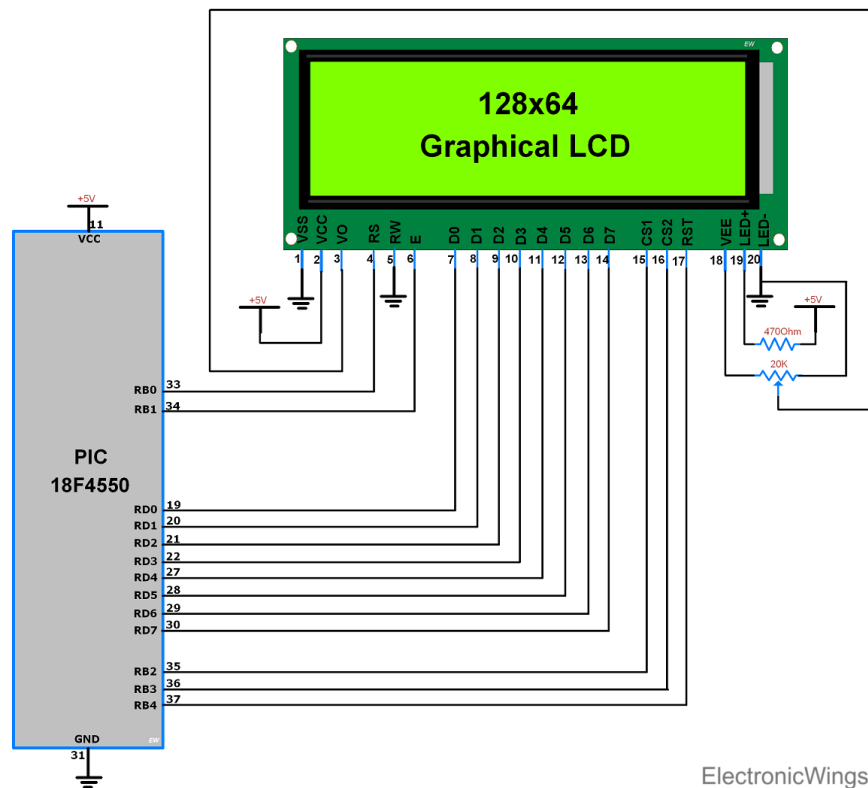 EW
128x64
Graphical LCD
VSS VCC VO RS RW E D0 D1 D2 D3 D4 D5 D6 D7 CS1 CS2 RST VEE LED+ LED-
1 2 3 4 5 6 7 8 9 10 11 12 13 14 15 16 17 18 19 20
+5V
11
VCC
+5V
+5V
470Ohm
20K
RB0 33
RB1 34
PIC
18F4550
RD0 19
RD1 20
RD2 21
RD3 22
RD4 27
RD5 28
RD6 29
RD7 30
RB2 35
RB3 36
RB4 37
GND
EW
31
ElectronicWings